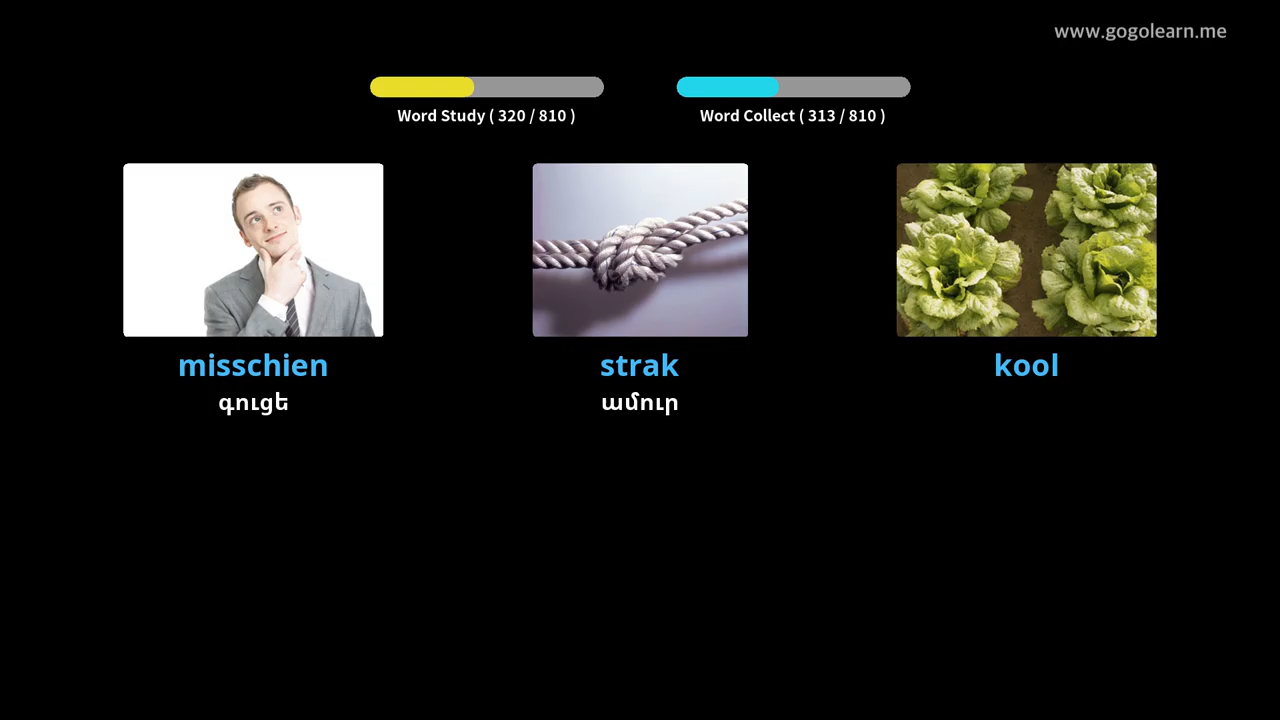 www.gogolearn.me
Word Study ( 320 / 810 )
Word Collect ( 313 / 810 )
misschien
գուցե
strak
ամուր
kool